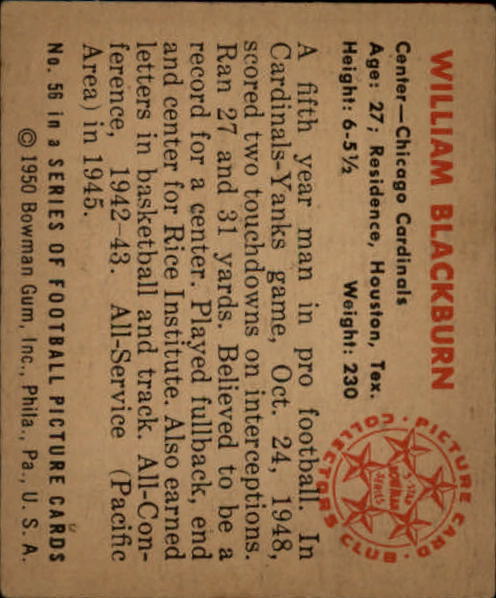 WILLIAM BLACKBURN
Center—Chicago Cardinals
Age: 27; Residence, Houston, Tex.
Height: 6-5½ Weight: 230
A fifth year man in pro football. In
Cardinals-Yanks game, Oct. 24, 1948,
scored two touchdowns on interceptions.
Ran 27 and 31 yards. Believed to be a
record for a center. Played fullback, end
and center for Rice Institute. Also earned
letters in basketball and track. All-Con-
ference, 1942-43. All-Service (Pacific
Area) in 1945.
No. 56 in a SERIES OF FOOTBALL PICTURE CARDS
© 1950 Bowman Gum, Inc., Phila., Pa., U. S. A.
PICTURE CARD
COLLECTORS CLUB
BOWMAN